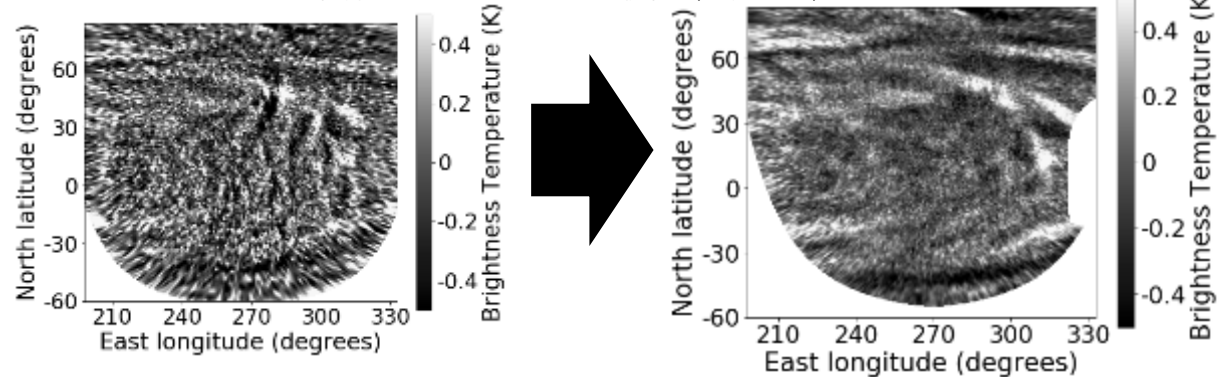 60
30
0
-30
-60
210 240 270 300 330
East longitude (degrees)
North latitude (degrees)
0.4
0.2
0
-0.2
-0.4
Brightness Temperature (K)
60
30
0
-30
-60
210 240 270 300 330
East longitude (degrees)
North latitude (degrees)
0.4
0.2
0
-0.2
-0.4
Brightness Temperature (K)